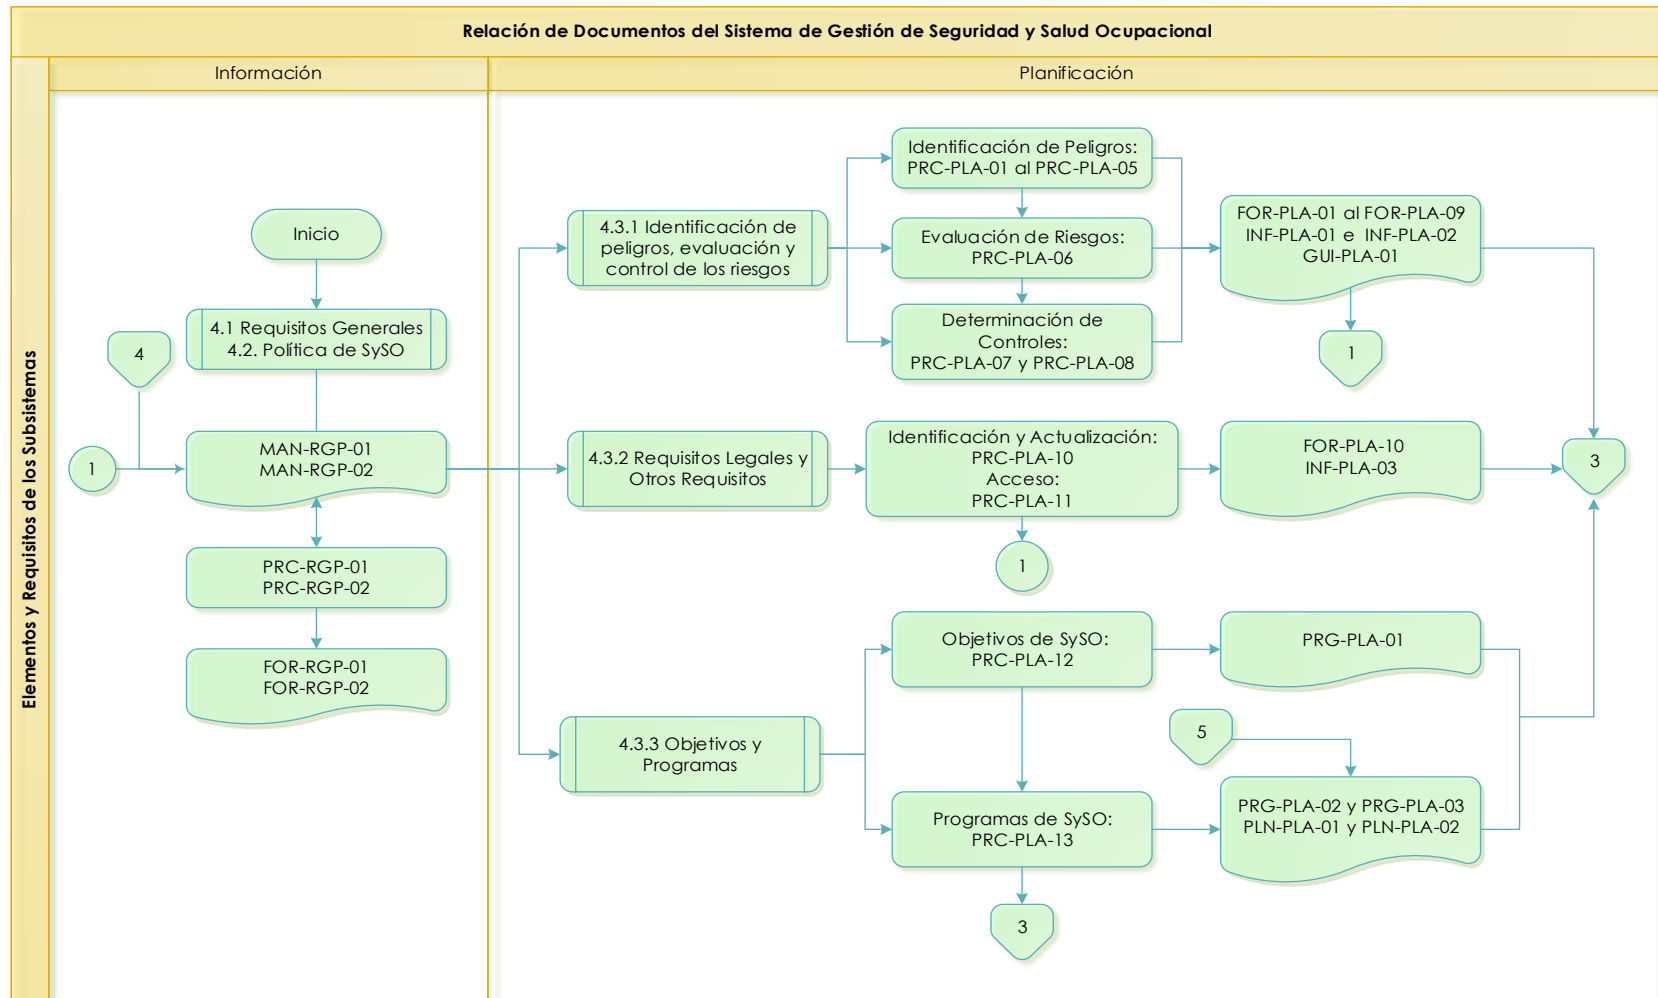 Relación de Documentos del Sistema de Gestión de Seguridad y Salud Ocupacional
Información
Planificación
Elementos y Requisitos de los Subsistemas
Inicio
4.1 Requisitos Generales
4.2. Política de SySO
4
1
MAN-RGP-01
MAN-RGP-02
PRC-RGP-01
PRC-RGP-02
FOR-RGP-01
FOR-RGP-02
4.3.1 Identificación de
peligros, evaluación y
control de los riesgos
Identificación de Peligros:
PRC-PLA-01 al PRC-PLA-05
Evaluación de Riesgos:
PRC-PLA-06
Determinación de
Controles:
PRC-PLA-07 y PRC-PLA-08
FOR-PLA-01 al FOR-PLA-09
INF-PLA-01 e INF-PLA-02
GUI-PLA-01
1
4.3.2 Requisitos Legales y
Otros Requisitos
Identificación y Actualización:
PRC-PLA-10
Acceso:
PRC-PLA-11
1
FOR-PLA-10
INF-PLA-03
3
4.3.3 Objetivos y
Programas
Objetivos de SySO:
PRC-PLA-12
PRG-PLA-01
5
Programas de SySO:
PRC-PLA-13
PRG-PLA-02 y PRG-PLA-03
PLN-PLA-01 y PLN-PLA-02
3